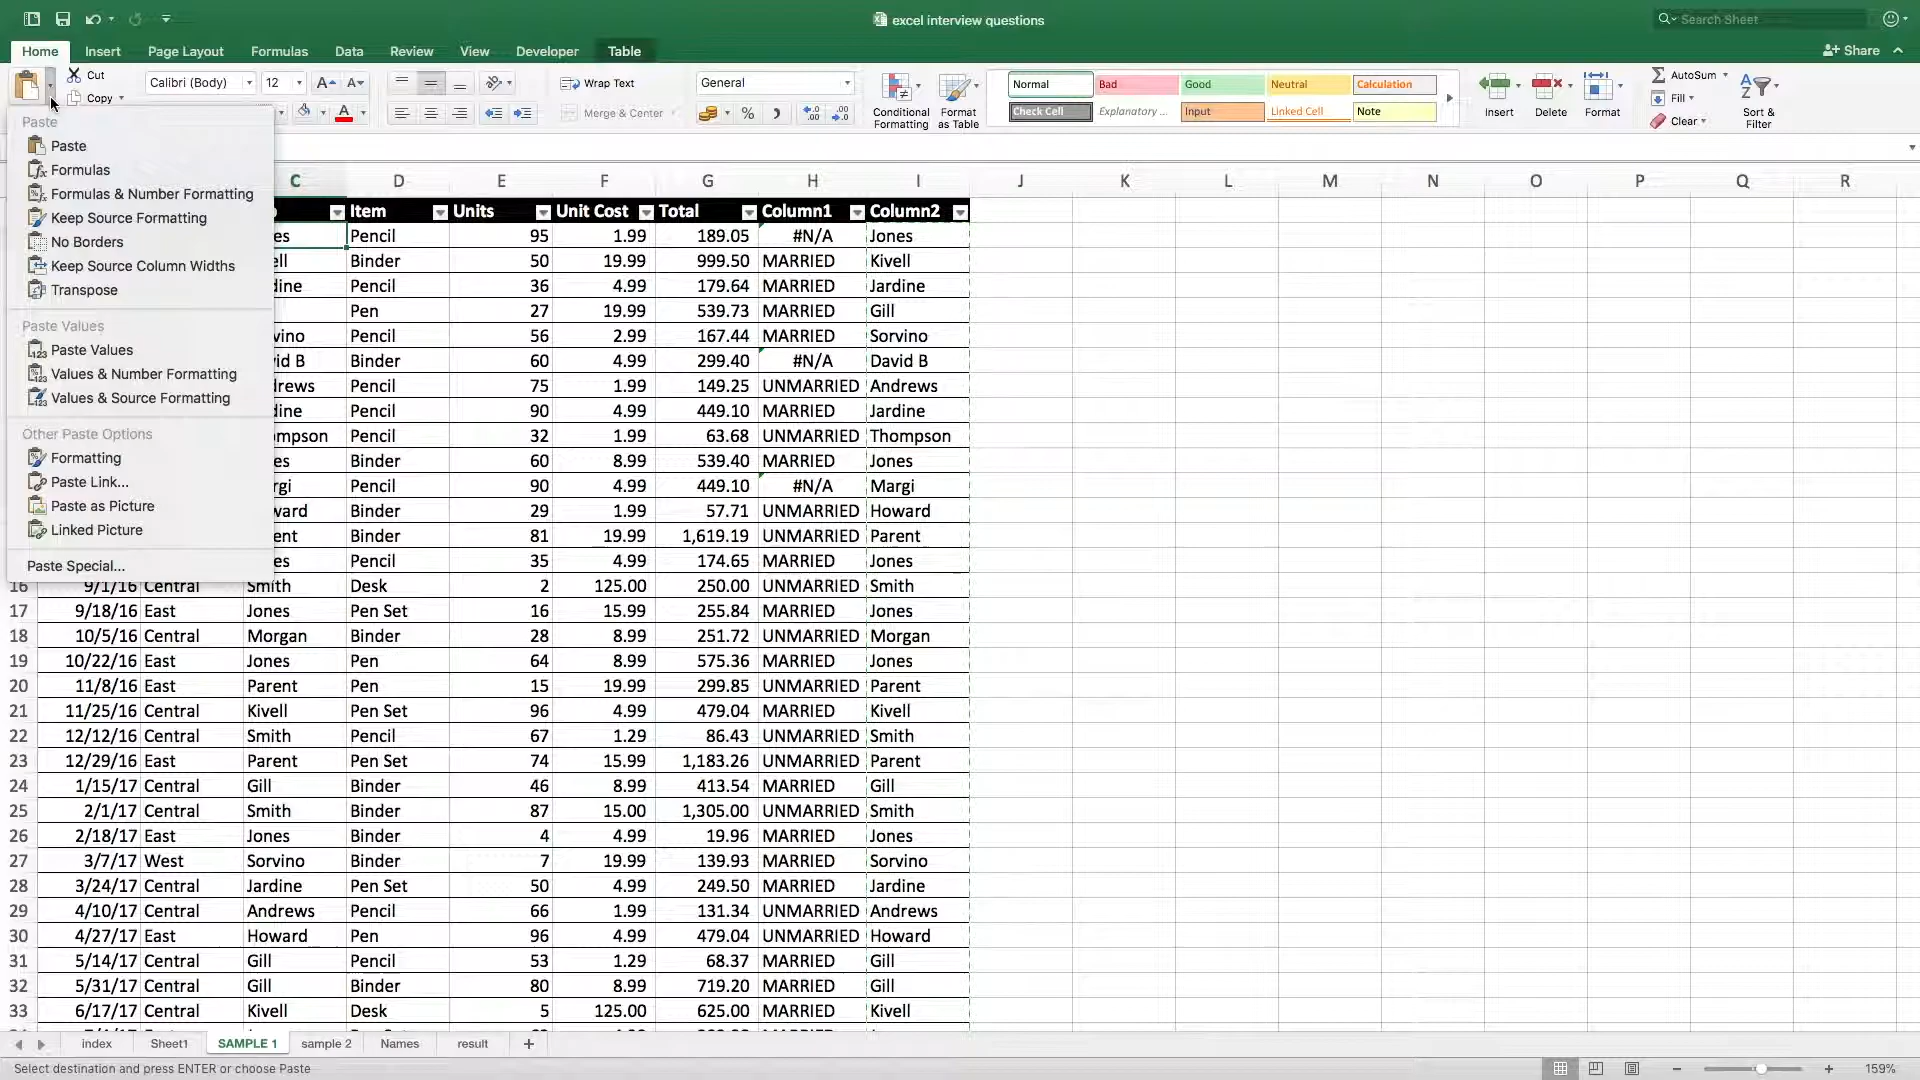 excel interview questions
Search Sheet
Home Insert Page Layout Formulas Data Review View Developer Table Share
Cut
Copy
Calibri (Body) 12
Wrap Text
Merge & Center
General
Conditional Formatting
Format as Table
Normal Bad Good Neutral Calculation
Check Cell Explanatory ... Input Linked Cell Note
Insert Delete Format
AutoSum
Fill
Clear
Sort & Filter
Paste
Paste
Formulas
Formulas & Number Formatting
Keep Source Formatting
No Borders
Keep Source Column Widths
Transpose
Paste Values
Paste Values
Values & Number Formatting
Values & Source Formatting
Other Paste Options
Formatting
Paste Link...
Paste as Picture
Linked Picture
Paste Special...
C D E F G H I J K L M N O P Q R
Item Units Unit Cost Total Column1 Column2
es Pencil 95 1.99 189.05 #N/A Jones
ell Binder 50 19.99 999.50 MARRIED Kivell
dine Pencil 36 4.99 179.64 MARRIED Jardine
Pen 27 19.99 539.73 MARRIED Gill
vino Pencil 56 2.99 167.44 MARRIED Sorvino
id B Binder 60 4.99 299.40 #N/A David B
drews Pencil 75 1.99 149.25 UNMARRIED Andrews
dine Pencil 90 4.99 449.10 MARRIED Jardine
mpson Pencil 32 1.99 63.68 UNMARRIED Thompson
es Binder 60 8.99 539.40 MARRIED Jones
rgi Pencil 90 4.99 449.10 #N/A Margi
ward Binder 29 1.99 57.71 UNMARRIED Howard
ent Binder 81 19.99 1,619.19 UNMARRIED Parent
es Pencil 35 4.99 174.65 MARRIED Jones
16 9/1/16 Central Smith Desk 2 125.00 250.00 UNMARRIED Smith
17 9/18/16 East Jones Pen Set 16 15.99 255.84 MARRIED Jones
18 10/5/16 Central Morgan Binder 28 8.99 251.72 UNMARRIED Morgan
19 10/22/16 East Jones Pen 64 8.99 575.36 MARRIED Jones
20 11/8/16 East Parent Pen 15 19.99 299.85 UNMARRIED Parent
21 11/25/16 Central Kivell Pen Set 96 4.99 479.04 MARRIED Kivell
22 12/12/16 Central Smith Pencil 67 1.29 86.43 UNMARRIED Smith
23 12/29/16 East Parent Pen Set 74 15.99 1,183.26 UNMARRIED Parent
24 1/15/17 Central Gill Binder 46 8.99 413.54 MARRIED Gill
25 2/1/17 Central Smith Binder 87 15.00 1,305.00 UNMARRIED Smith
26 2/18/17 East Jones Binder 4 4.99 19.96 MARRIED Jones
27 3/7/17 West Sorvino Binder 7 19.99 139.93 MARRIED Sorvino
28 3/24/17 Central Jardine Pen Set 50 4.99 249.50 MARRIED Jardine
29 4/10/17 Central Andrews Pencil 66 1.99 131.34 UNMARRIED Andrews
30 4/27/17 East Howard Pen 96 4.99 479.04 UNMARRIED Howard
31 5/14/17 Central Gill Pencil 53 1.29 68.37 MARRIED Gill
32 5/31/17 Central Gill Binder 80 8.99 719.20 MARRIED Gill
33 6/17/17 Central Kivell Desk 5 125.00 625.00 MARRIED Kivell
index Sheet1 SAMPLE 1 sample 2 Names result
Select destination and press ENTER or choose Paste 159%